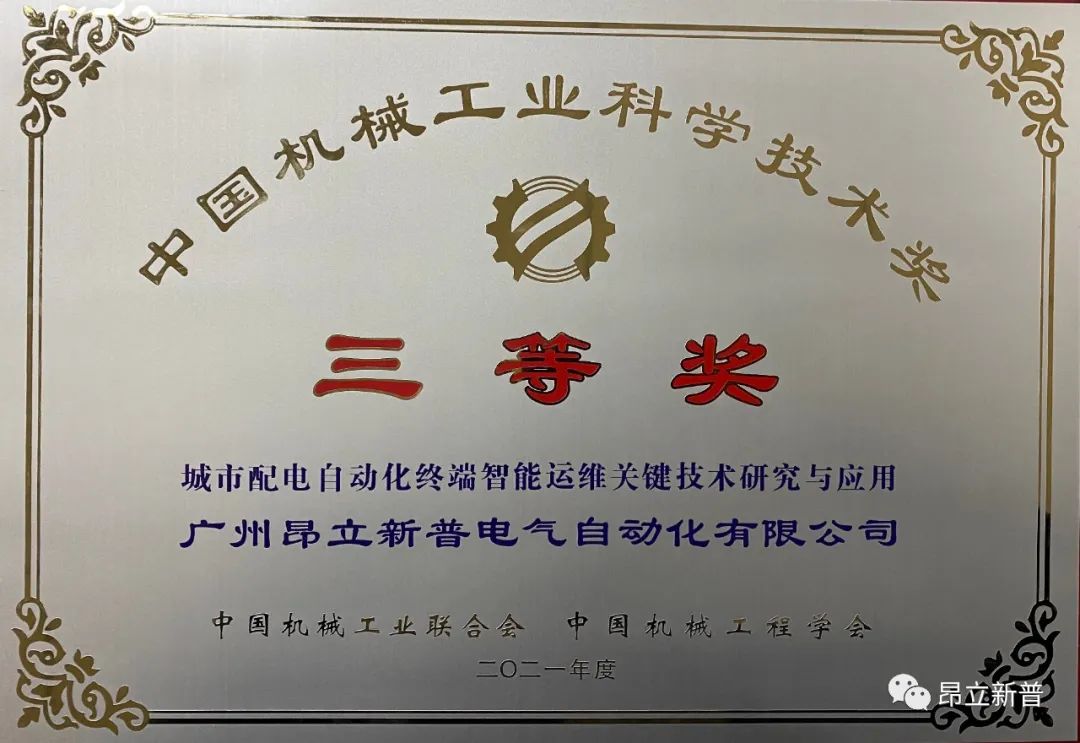 中国机械工业科学技术奖
三等奖
城市配电自动化终端智能运维关键技术研究与应用
广州昂立新普电气自动化有限公司
中国机械工业联合会 中国机械工程学会
二〇二一年度
昂立新普